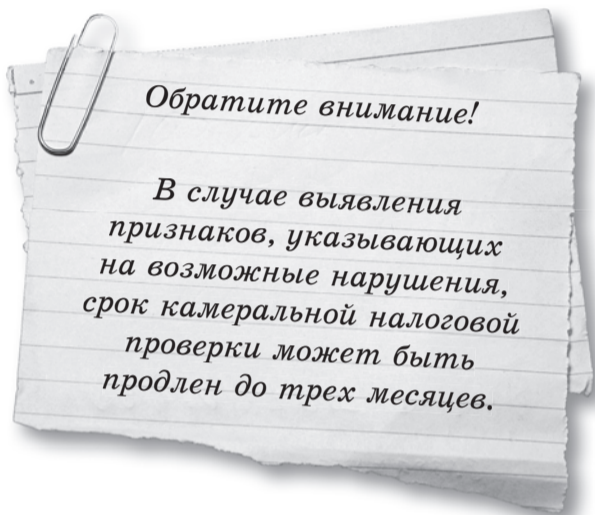 Обратите внимание!
В случае выявления
признаков, указывающих
на возможные нарушения,
срок камеральной налоговой
проверки может быть
продлен до трех месяцев.